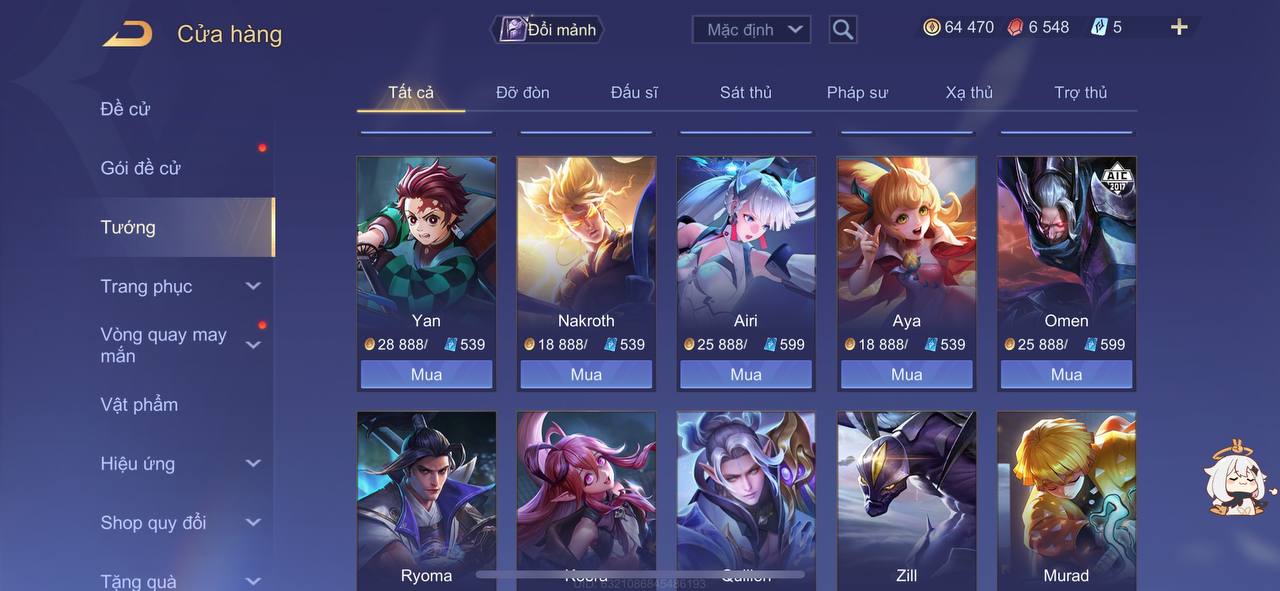 Cửa hàng
Đổi mảnh
Mặc định
64 470
6 548
5
Đề cử
Gói đề cử
Tướng
Trang phục
Vòng quay may
mắn
Vật phẩm
Hiệu ứng
Shop quy đổi
Tặng quà
Tất cả
Đỡ đòn
Đấu sĩ
Sát thủ
Pháp sư
Xạ thủ
Trợ thủ
AIC
2017
Yan
Nakroth
Airi
Aya
Omen
28 888/ 539
18 888/ 539
25 888/ 599
18 888/ 539
25 888/ 599
Mua
Mua
Mua
Mua
Mua
Ryoma
Keera
Quillen
Zill
Murad